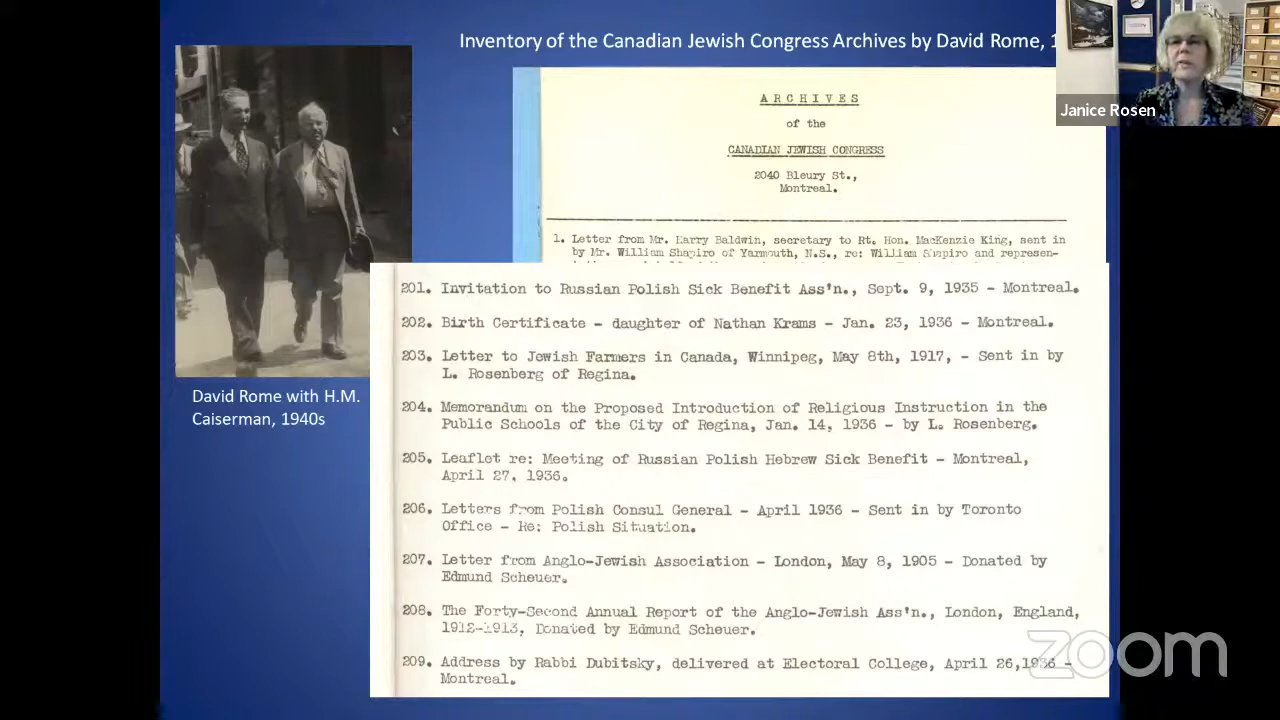 Inventory of the Canadian Jewish Congress Archives by David Rome, 1
Janice Rosen
ARCHIVES
of the
CANADIAN JEWISH CONGRESS
2040 Bleury St.,
Montreal.
1. Letter from Mr. Harry Baldwin, secretary to Rt. Hon. MacKenzie King, sent in
by Mr. William Shapiro of Yarmouth, N.S., re: William Shapiro and represen-
201. Invitation to Russian Polish Sick Benefit Ass'n., Sept. 9, 1935 - Montreal.
202. Birth Certificate - daughter of Nathan Krams - Jan. 23, 1936 - Montreal.
203. Letter to Jewish Farmers in Canada, Winnipeg, May 8th, 1917, - Sent in by
L. Rosenberg of Regina.
204. Memorandum on the Proposed Introduction of Religious Instruction in the
Public Schools of the City of Regina, Jan. 14, 1936 - by L. Rosenberg.
205. Leaflet re: Meeting of Russian Polish Hebrew Sick Benefit - Montreal,
April 27, 1936.
206. Letters from Polish Consul General - April 1936 - Sent in by Toronto
Office - Re: Polish Situation.
207. Letter from Anglo-Jewish Association - London, May 8, 1905 - Donated by
Edmund Scheuer.
208. The Forty-Second Annual Report of the Anglo-Jewish Ass'n., London, England,
1912-1913, Donated by Edmund Scheuer.
209. Address by Rabbi Dubitsky, delivered at Electoral College, April 26,1936 -
Montreal.
David Rome with H.M.
Caiserman, 1940s
zoom